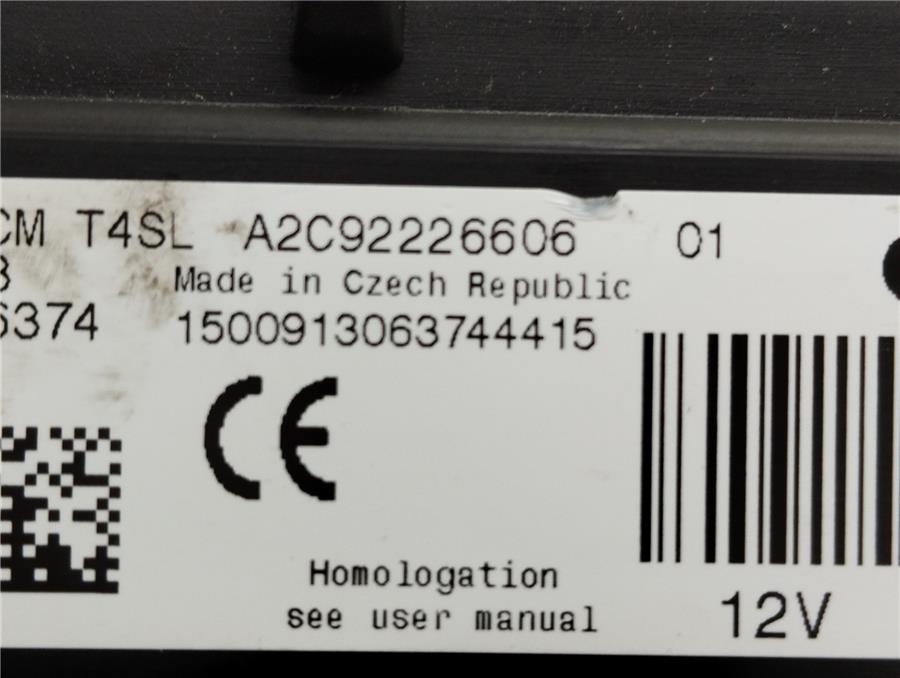 CM T4SL A2C92226606 01
Made in Czech Republic
6374 1500913063744415
CE
Homologation
see user manual
12V